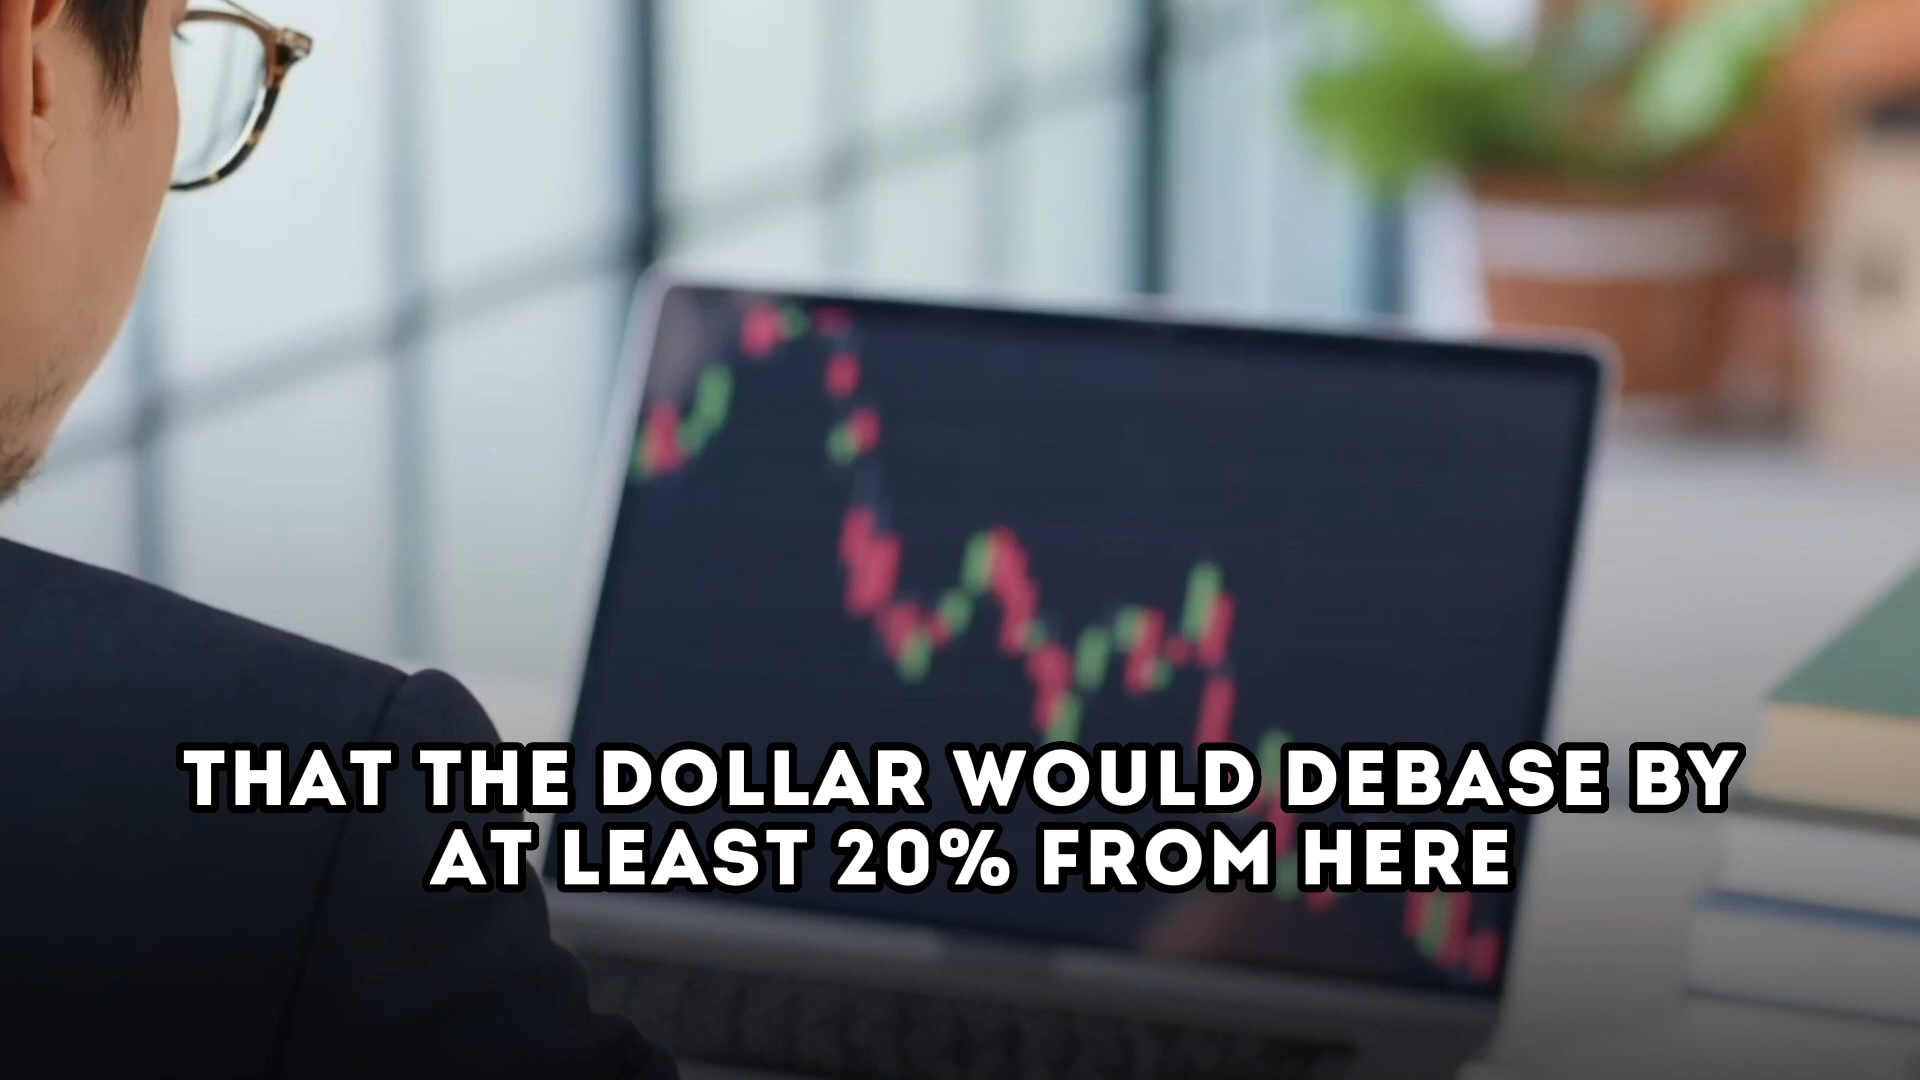 THAT THE DOLLAR WOULD DEBASE BY
AT LEAST 20% FROM HERE